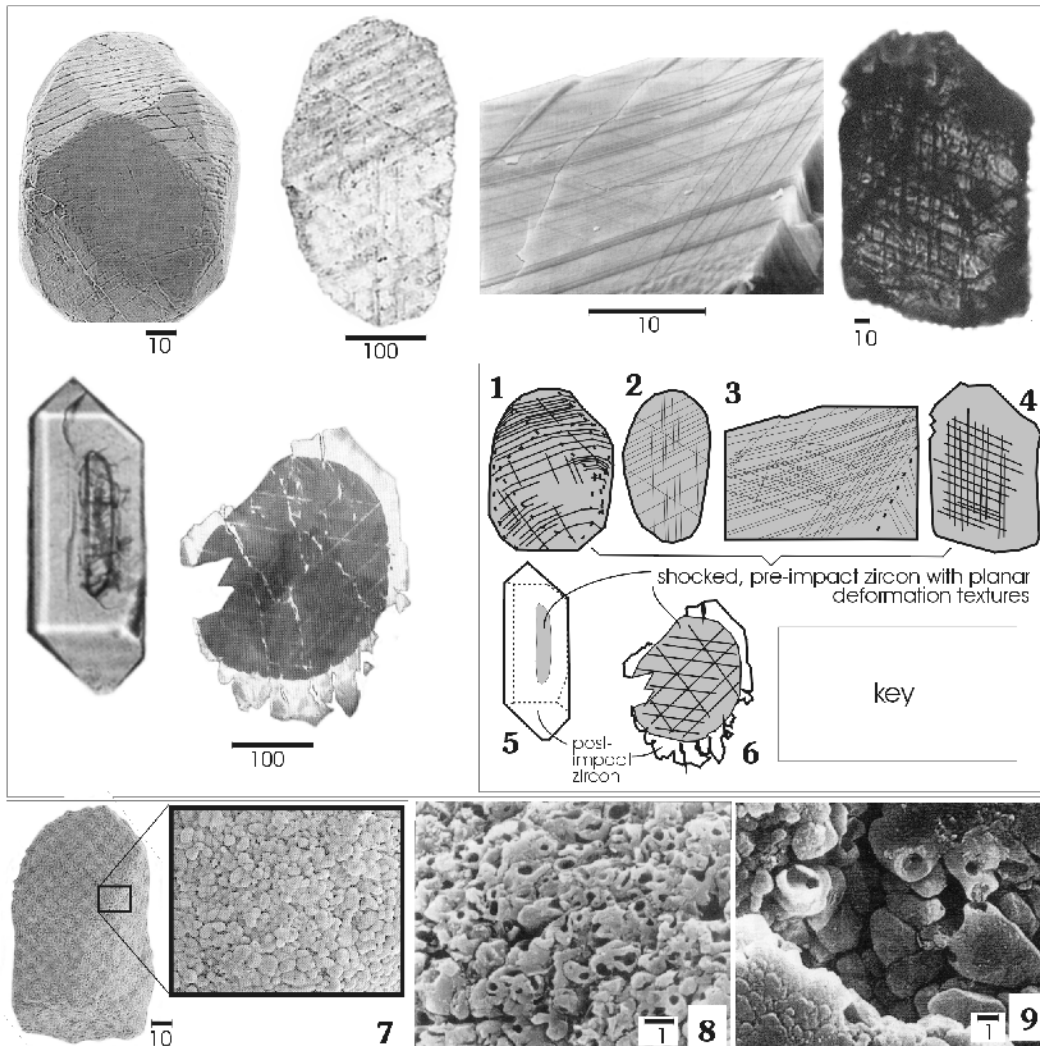 10
100
10
10
1
2
3
4
shocked, pre-impact zircon with planar
deformation textures
key
5
post-
impact
zircon
6
100
10
7
1
8
1
9